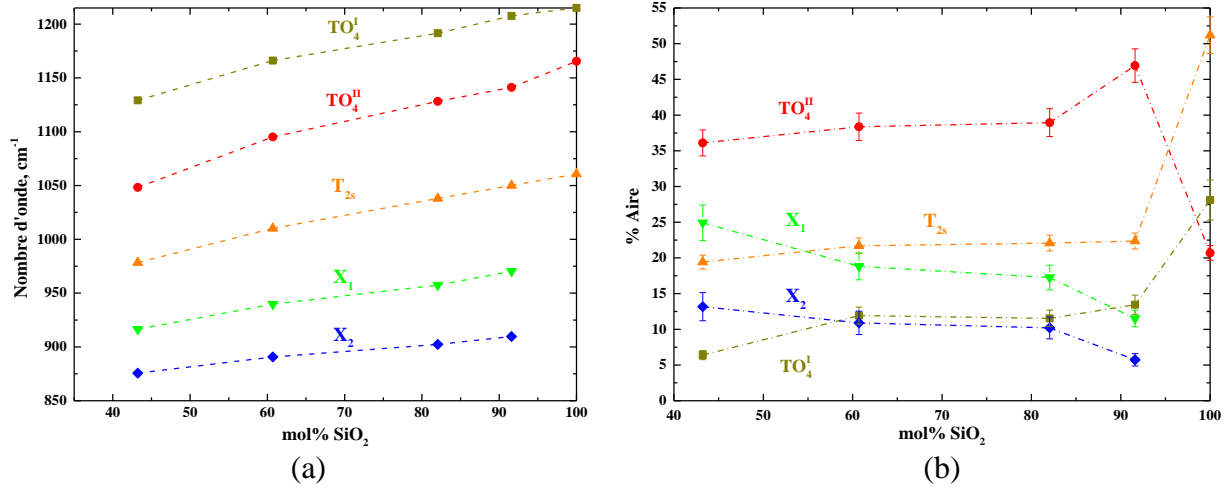 1200
1150
1100
1050
1000
950
900
850
Nombre d'onde, cm⁻¹
TO₄ᴵ
TO₄ᴵᴵ
T₂ₛ
X₁
X₂
40 50 60 70 80 90 100
mol% SiO₂
(a)
55
50
45
40
35
30
25
20
15
10
5
0
% Aire
TO₄ᴵᴵ
X₁
T₂ₛ
X₂
TO₄ᴵ
40 50 60 70 80 90 100
mol% SiO₂
(b)